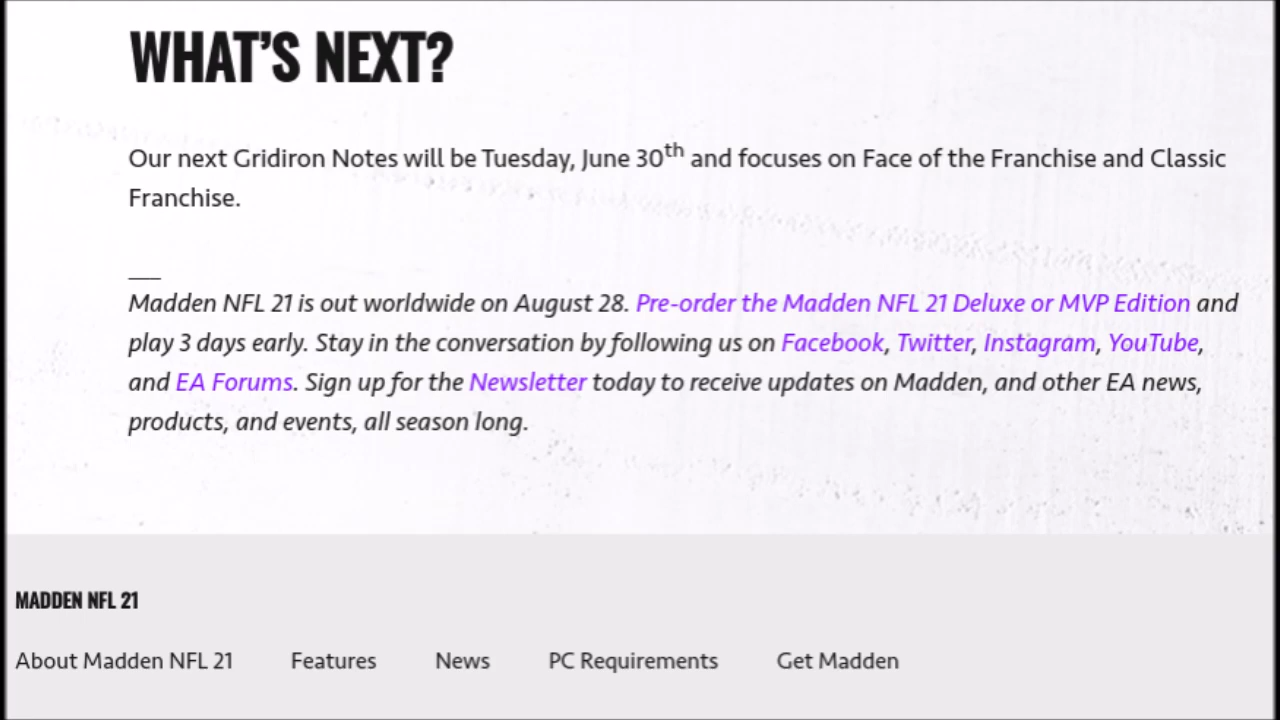 WHAT'S NEXT?
Our next Gridiron Notes will be Tuesday, June 30th and focuses on Face of the Franchise and Classic
Franchise.
___
Madden NFL 21 is out worldwide on August 28. Pre-order the Madden NFL 21 Deluxe or MVP Edition and
play 3 days early. Stay in the conversation by following us on Facebook, Twitter, Instagram, YouTube,
and EA Forums. Sign up for the Newsletter today to receive updates on Madden, and other EA news,
products, and events, all season long.
MADDEN NFL 21
About Madden NFL 21 Features News PC Requirements Get Madden